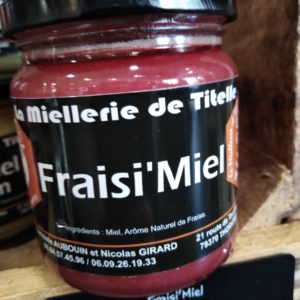 La Miellerie de Titelle
Fraisi'Miel
Ingrédients : Miel, Arôme Naturel de Fraise.
AUBOUIN et Nicolas GIRARD
/ 06.09.26.19.33
21 route de
79370
Fraisi'Miel